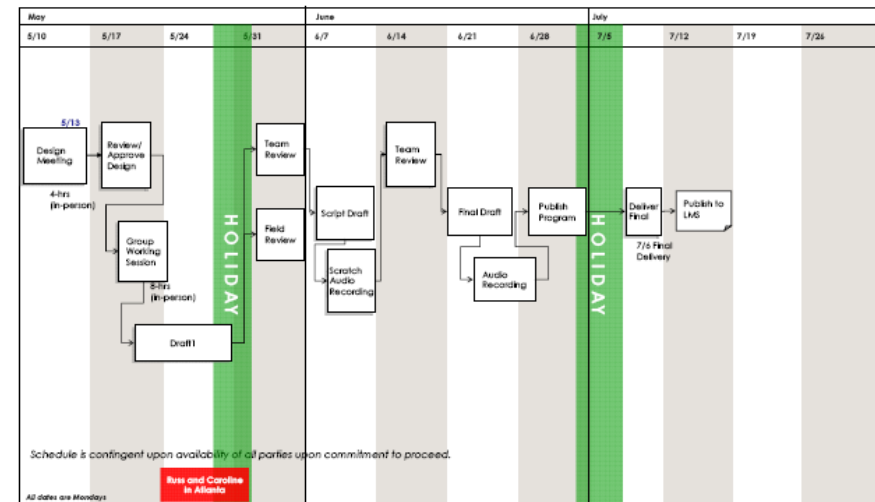 May
June
July
5/10
5/17
5/24
5/31
6/7
6/14
6/21
6/28
7/5
7/12
7/19
7/26
5/13
Design
Meeting
4-hrs
(in-person)
Review/
Approve
Design
Group
Working
Session
8-hrs
(in-person)
Draft1
HOLIDAY
Team
Review
Field
Review
Script Draft
Scratch
Audio
Recording
Team
Review
Final Draft
Audio
Recording
Publish
Program
HOLIDAY
Deliver
Final
7/6 Final
Delivery
Publish to
LMS
Schedule is contingent upon availability of all parties upon commitment to proceed.
Russ and Caroline
in Atlanta
All dates are Mondays